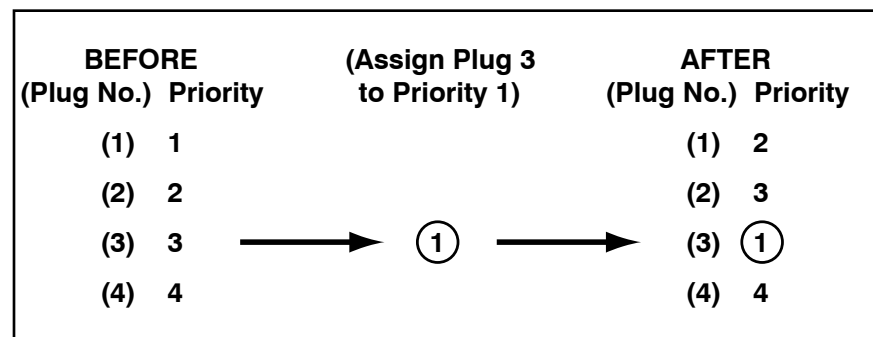 BEFORE (Assign Plug 3 AFTER
(Plug No.) Priority to Priority 1) (Plug No.) Priority
(1) 1 (1) 2
(2) 2 (2) 3
(3) 3 1 (3) 1
(4) 4 (4) 4